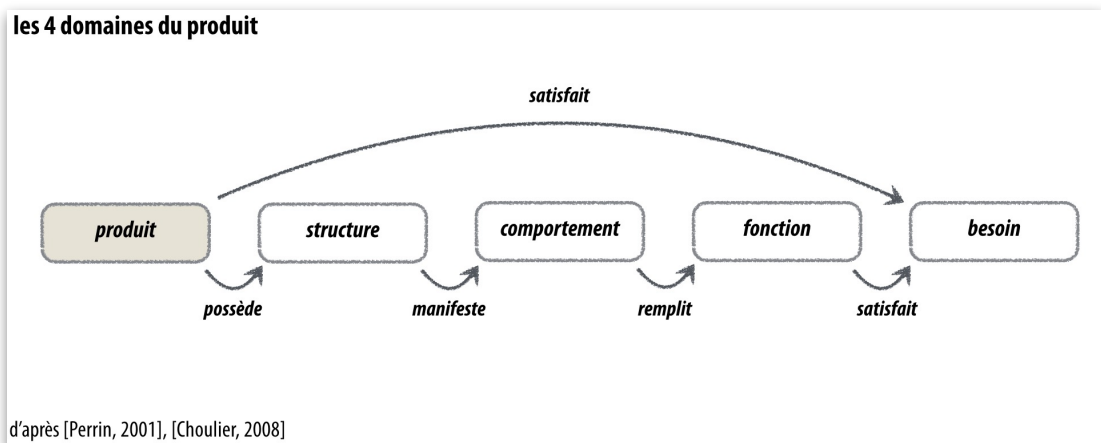 les 4 domaines du produit
satisfait
produit
structure
comportement
fonction
besoin
possède
manifeste
remplit
satisfait
d'après [Perrin, 2001], [Choulier, 2008]